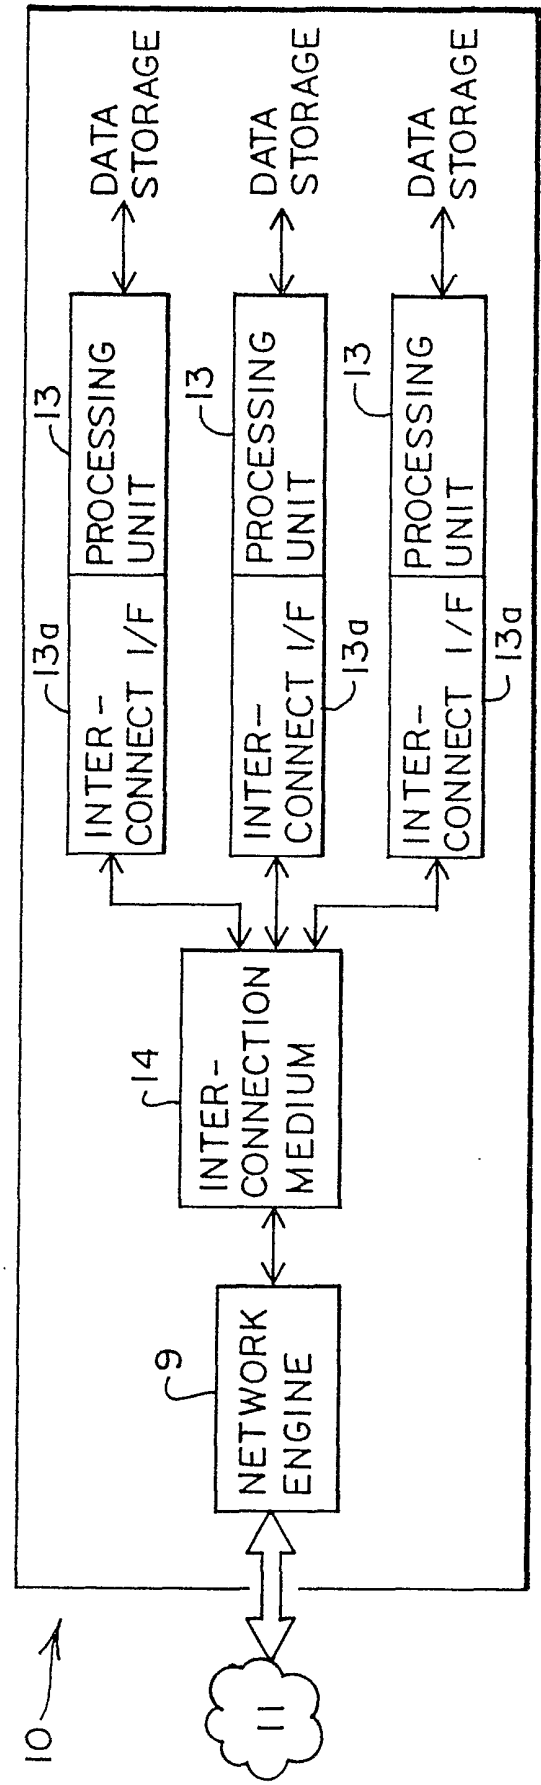 10
11
9
NETWORK
ENGINE
14
INTER-
CONNECTION
MEDIUM
13a
INTER-
CONNECT I/F
13
PROCESSING
UNIT
DATA
STORAGE
INTER-
CONNECT I/F
13a
13
PROCESSING
UNIT
DATA
STORAGE
INTER-
CONNECT I/F
13a
13
PROCESSING
UNIT
DATA
STORAGE